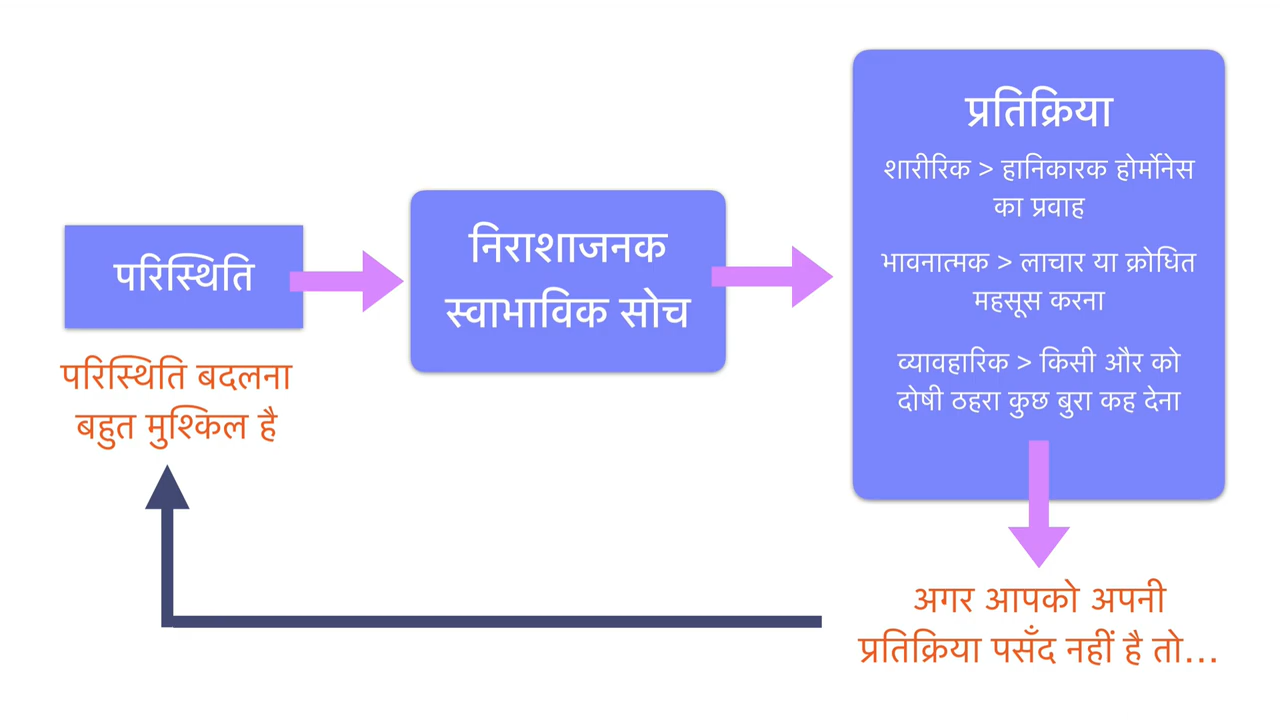 परिस्थिति
परिस्थिति बदलना
बहुत मुश्किल है
निराशाजनक
स्वाभाविक सोच
प्रतिक्रिया
शारीरिक > हानिकारक होर्मोनेस
का प्रवाह
भावनात्मक > लाचार या क्रोधित
महसूस करना
व्यावहारिक > किसी और को
दोषी ठहरा कुछ बुरा कह देना
अगर आपको अपनी
प्रतिक्रिया पसँद नहीं है तो...